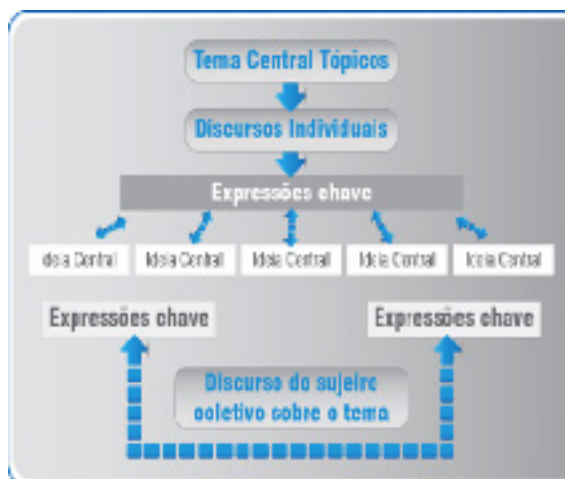 Tema Central Tópicos
Discursos Individuais
Expressões chave
Ideia Central Ideia Central Ideia Central Ideia Central Ideia Central
Expressões chave Expressões chave
Discurso do sujeito
coletivo sobre o tema